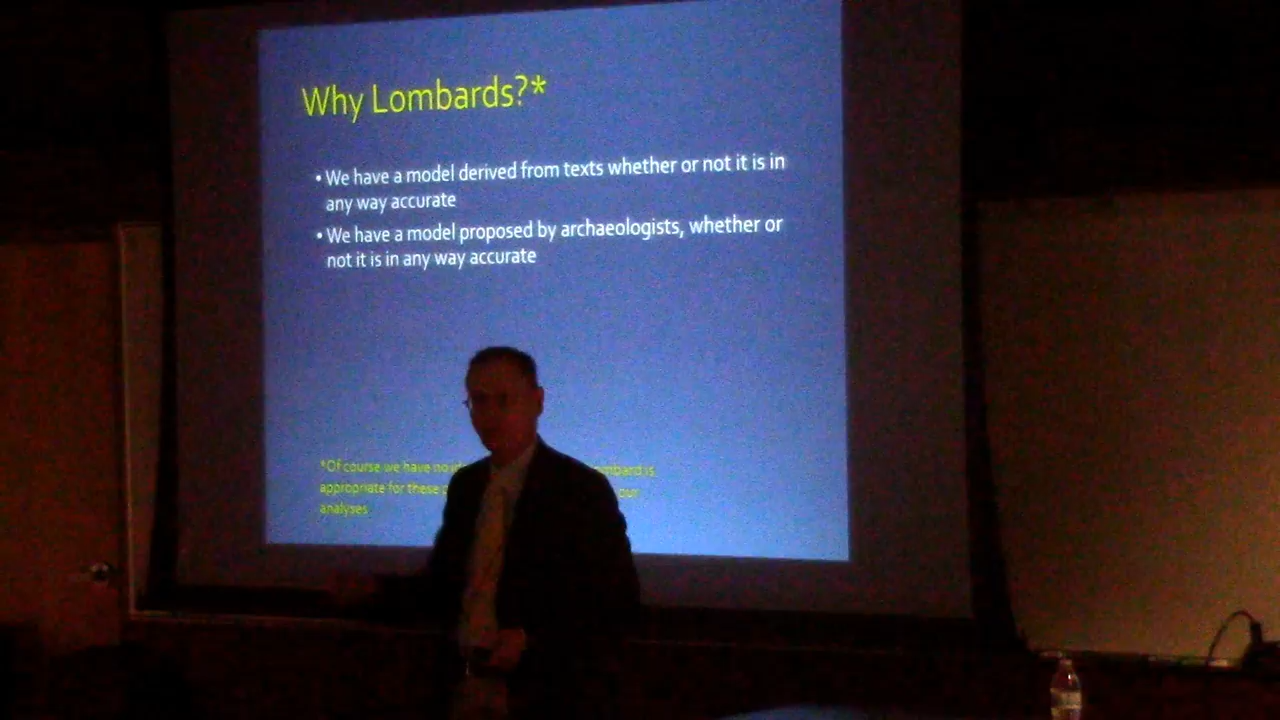 Why Lombards?*
• We have a model derived from texts whether or not it is in
any way accurate
• We have a model proposed by archaeologists, whether or
not it is in any way accurate
*Of course we have no is
appropriate for these our
analyses